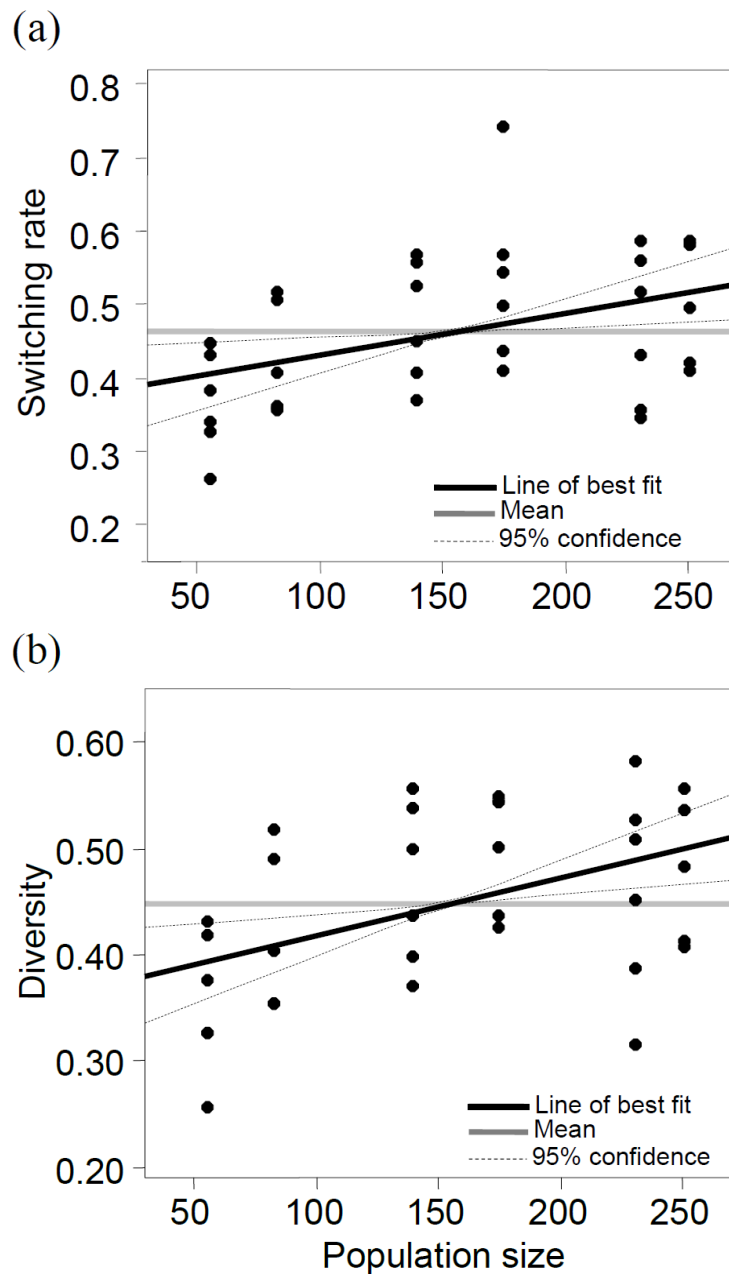 (a)
Switching rate
0.8
0.7
0.6
0.5
0.4
0.3
0.2
Line of best fit
Mean
95% confidence
50 100 150 200 250
(b)
Diversity
0.60
0.50
0.40
0.30
0.20
Line of best fit
Mean
95% confidence
50 100 150 200 250
Population size